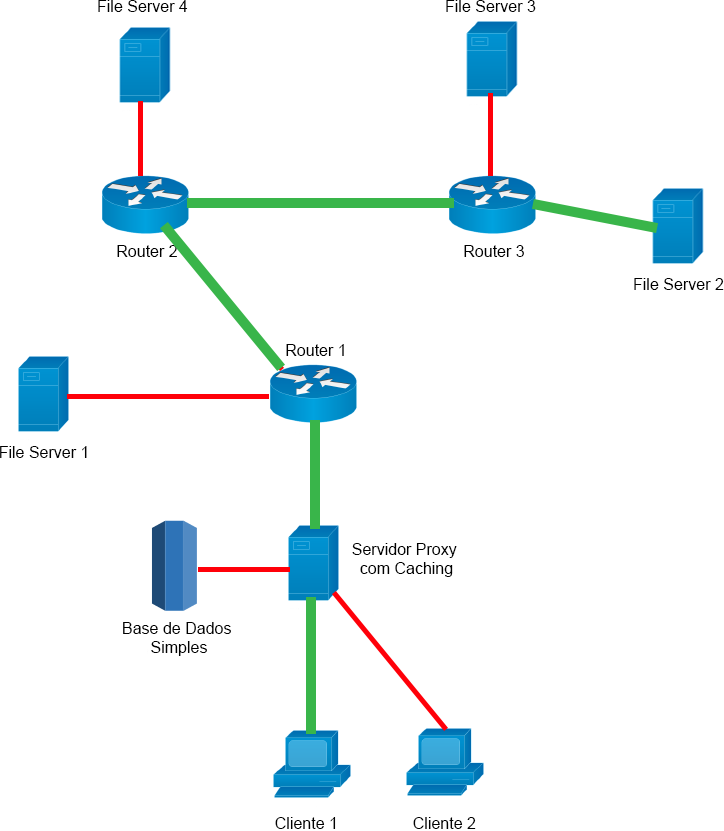 File Server 4
File Server 3
Router 2
Router 3
File Server 2
Router 1
File Server 1
Servidor Proxy
com Caching
Base de Dados
Simples
Cliente 1
Cliente 2